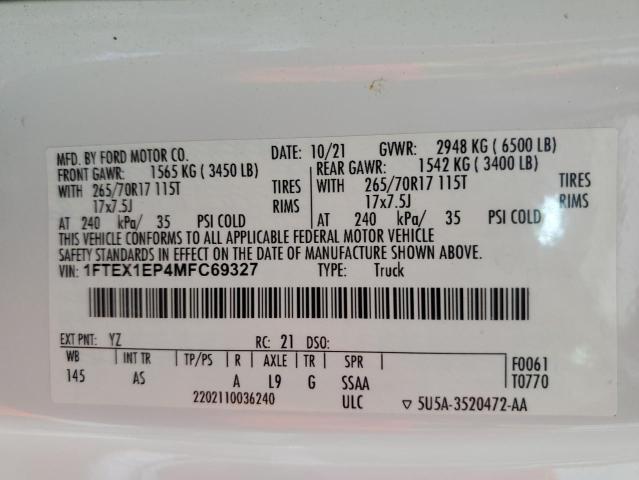 MFD. BY FORD MOTOR CO.
DATE: 10/21 GVWR: 2948 KG ( 6500 LB)
FRONT GAWR: 1565 KG ( 3450 LB)
REAR GAWR: 1542 KG ( 3400 LB)
WITH 265/70R17 115T TIRES
WITH 265/70R17 115T TIRES
17x7.5J RIMS
17x7.5J RIMS
AT 240 kPa/ 35 PSI COLD
AT 240 kPa/ 35 PSI COLD
THIS VEHICLE CONFORMS TO ALL APPLICABLE FEDERAL MOTOR VEHICLE
SAFETY STANDARDS IN EFFECT ON THE DATE OF MANUFACTURE SHOWN ABOVE.
VIN: 1FTEX1EP4MFC69327 TYPE: Truck
EXT PNT: YZ RC: 21 DSO:
WB INT TR TP/PS R AXLE TR SPR F0061
145 AS A L9 G SSAA T0770
2202110036240 ULC ▽ 5U5A-3520472-AA